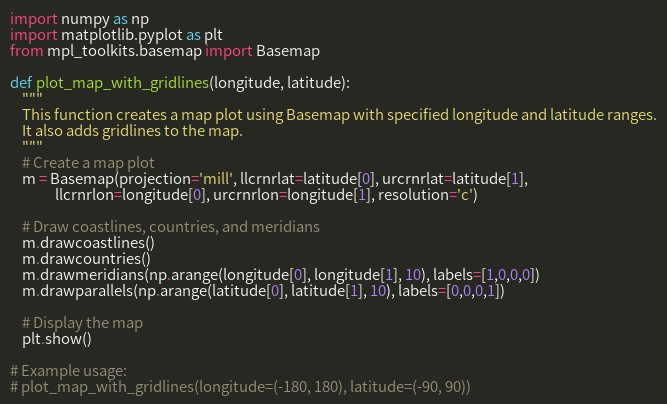 import numpy as np
import matplotlib.pyplot as plt
from mpl_toolkits.basemap import Basemap

def plot_map_with_gridlines(longitude, latitude):
    """
    This function creates a map plot using Basemap with specified longitude and latitude ranges.
    It also adds gridlines to the map.
    """
    # Create a map plot
    m = Basemap(projection='mill', llcrnrlat=latitude[0], urcrnrlat=latitude[1],
            llcrnrlon=longitude[0], urcrnrlon=longitude[1], resolution='c')

    # Draw coastlines, countries, and meridians
    m.drawcoastlines()
    m.drawcountries()
    m.drawmeridians(np.arange(longitude[0], longitude[1], 10), labels=[1,0,0,0])
    m.drawparallels(np.arange(latitude[0], latitude[1], 10), labels=[0,0,0,1])

    # Display the map
    plt.show()

# Example usage:
# plot_map_with_gridlines(longitude=(-180, 180), latitude=(-90, 90))